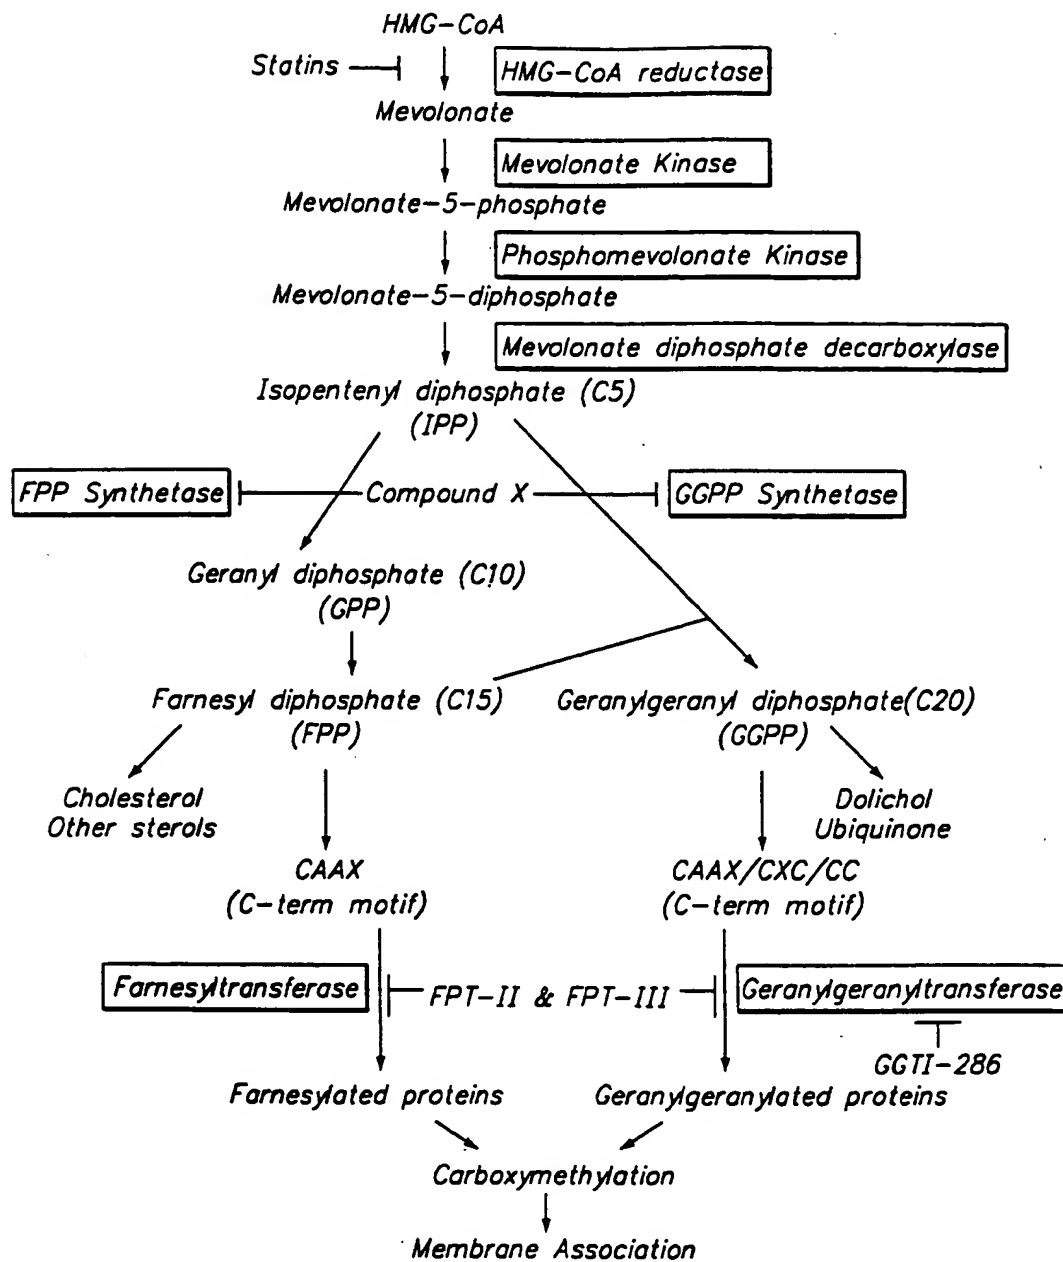 HMG-CoA
Statins
HMG-CoA reductase
Mevolonate
Mevolonate Kinase
Mevolonate-5-phosphate
Phosphomevolonate Kinase
Mevolonate-5-diphosphate
Mevolonate diphosphate decarboxylase
Isopentenyl diphosphate (C5)
(IPP)
FPP Synthetase
Compound X
GGPP Synthetase
Geranyl diphosphate (C10)
(GPP)
Farnesyl diphosphate (C15)
(FPP)
Geranylgeranyl diphosphate(C20)
(GGPP)
Cholesterol
Other sterols
Dolichol
Ubiquinone
CAAX
(C-term motif)
CAAX/CXC/CC
(C-term motif)
Farnesyltransferase
FPT-II & FPT-III
Geranylgeranyltransferase
GGTI-286
Farnesylated proteins
Geranylgeranylated proteins
Carboxymethylation
Membrane Association